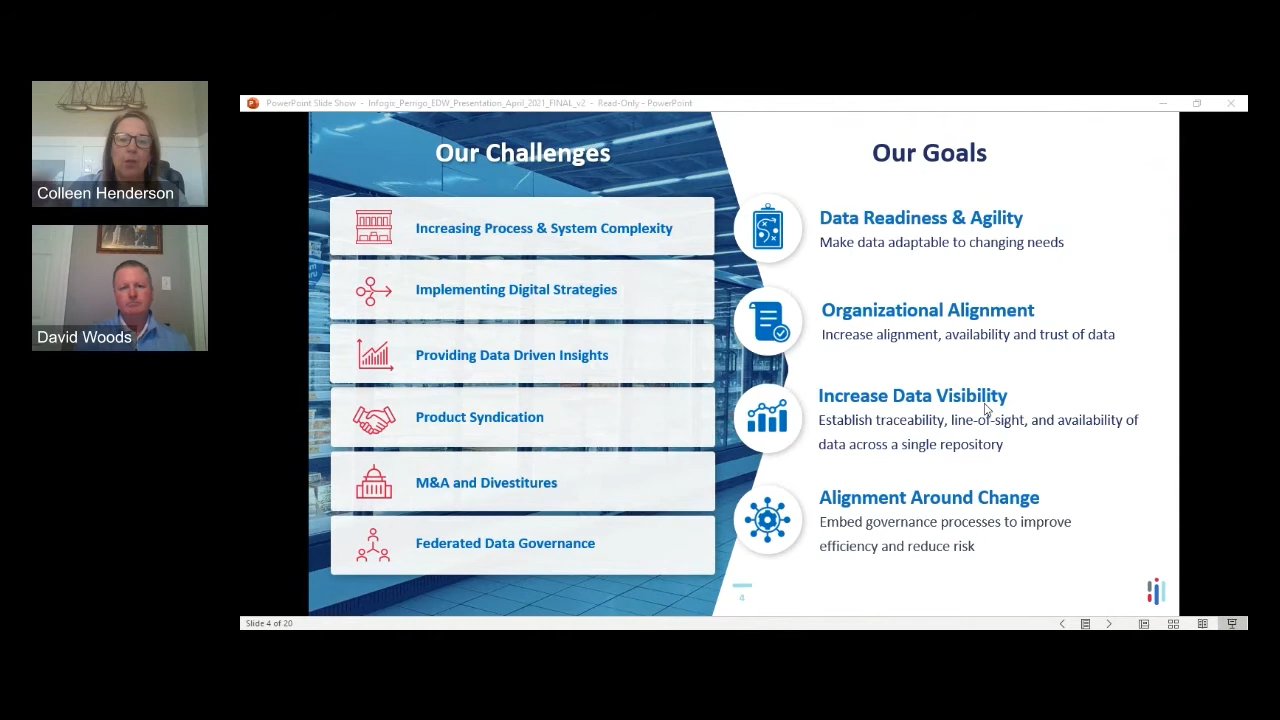 PowerPoint Slide Show - Infogix_Perrigo_EDW_Presentation_April_2021_FINAL_v2 - Read-Only - PowerPoint
Colleen Henderson
David Woods
Our Challenges
Increasing Process & System Complexity
Implementing Digital Strategies
Providing Data Driven Insights
Product Syndication
M&A and Divestitures
Federated Data Governance
Our Goals
Data Readiness & Agility
Make data adaptable to changing needs
Organizational Alignment
Increase alignment, availability and trust of data
Increase Data Visibility
Establish traceability, line-of-sight, and availability of
data across a single repository
Alignment Around Change
Embed governance processes to improve
efficiency and reduce risk
4
Slide 4 of 20